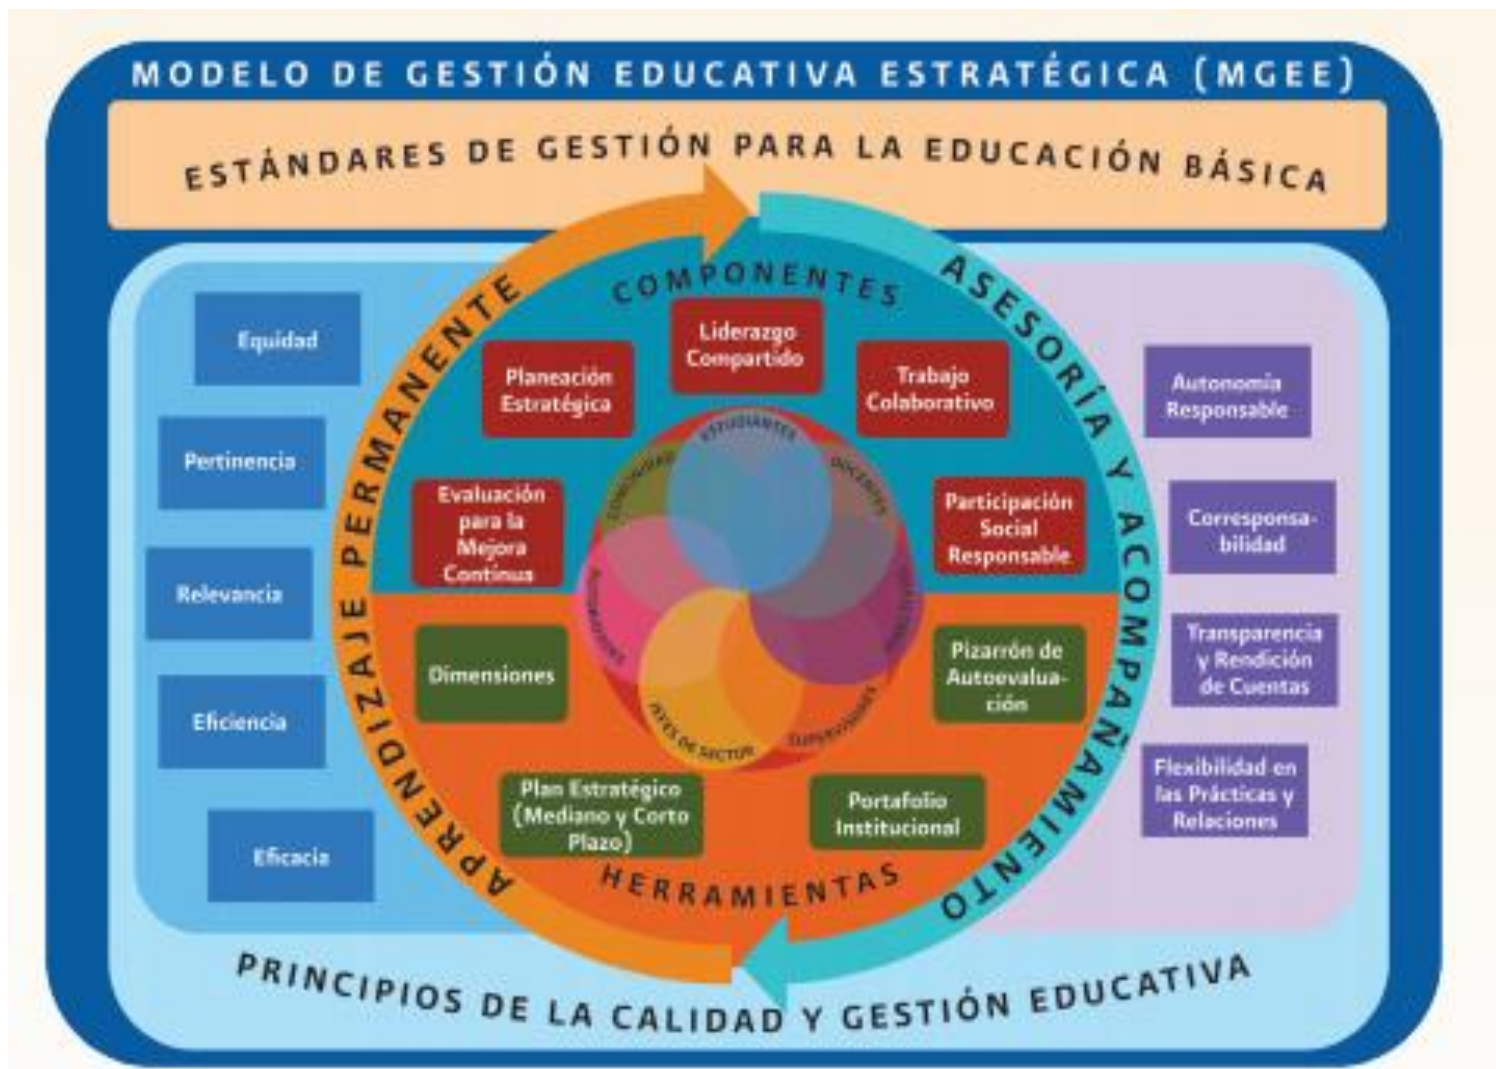 MODELO DE GESTIÓN EDUCATIVA ESTRATÉGICA (MGEE)
ESTÁNDARES DE GESTIÓN PARA LA EDUCACIÓN BÁSICA
APRENDIZAJE PERMANENTE
ASESORÍA Y ACOMPAÑAMIENTO
Equidad
Pertinencia
Relevancia
Eficiencia
Eficacia
COMPONENTES
Liderazgo
Compartido
Planeación
Estratégica
Trabajo
Colaborativo
Evaluación
para la
Mejora
Contínua
Participación
Social
Responsable
ESTUDIANTES
DOCENTES
SUPERVISORES
JEFES DE SECTOR
COMUNIDAD
Dimensiones
Pizarrón de
Autoevalua-
ción
Plan Estratégico
(Mediano y Corto
Plazo)
Portafolio
Institucional
HERRAMIENTAS
Autonomía
Responsable
Corresponsa-
bilidad
Transparencia
y Rendición
de Cuentas
Flexibilidad en
las Prácticas y
Relaciones
PRINCIPIOS DE LA CALIDAD Y GESTIÓN EDUCATIVA